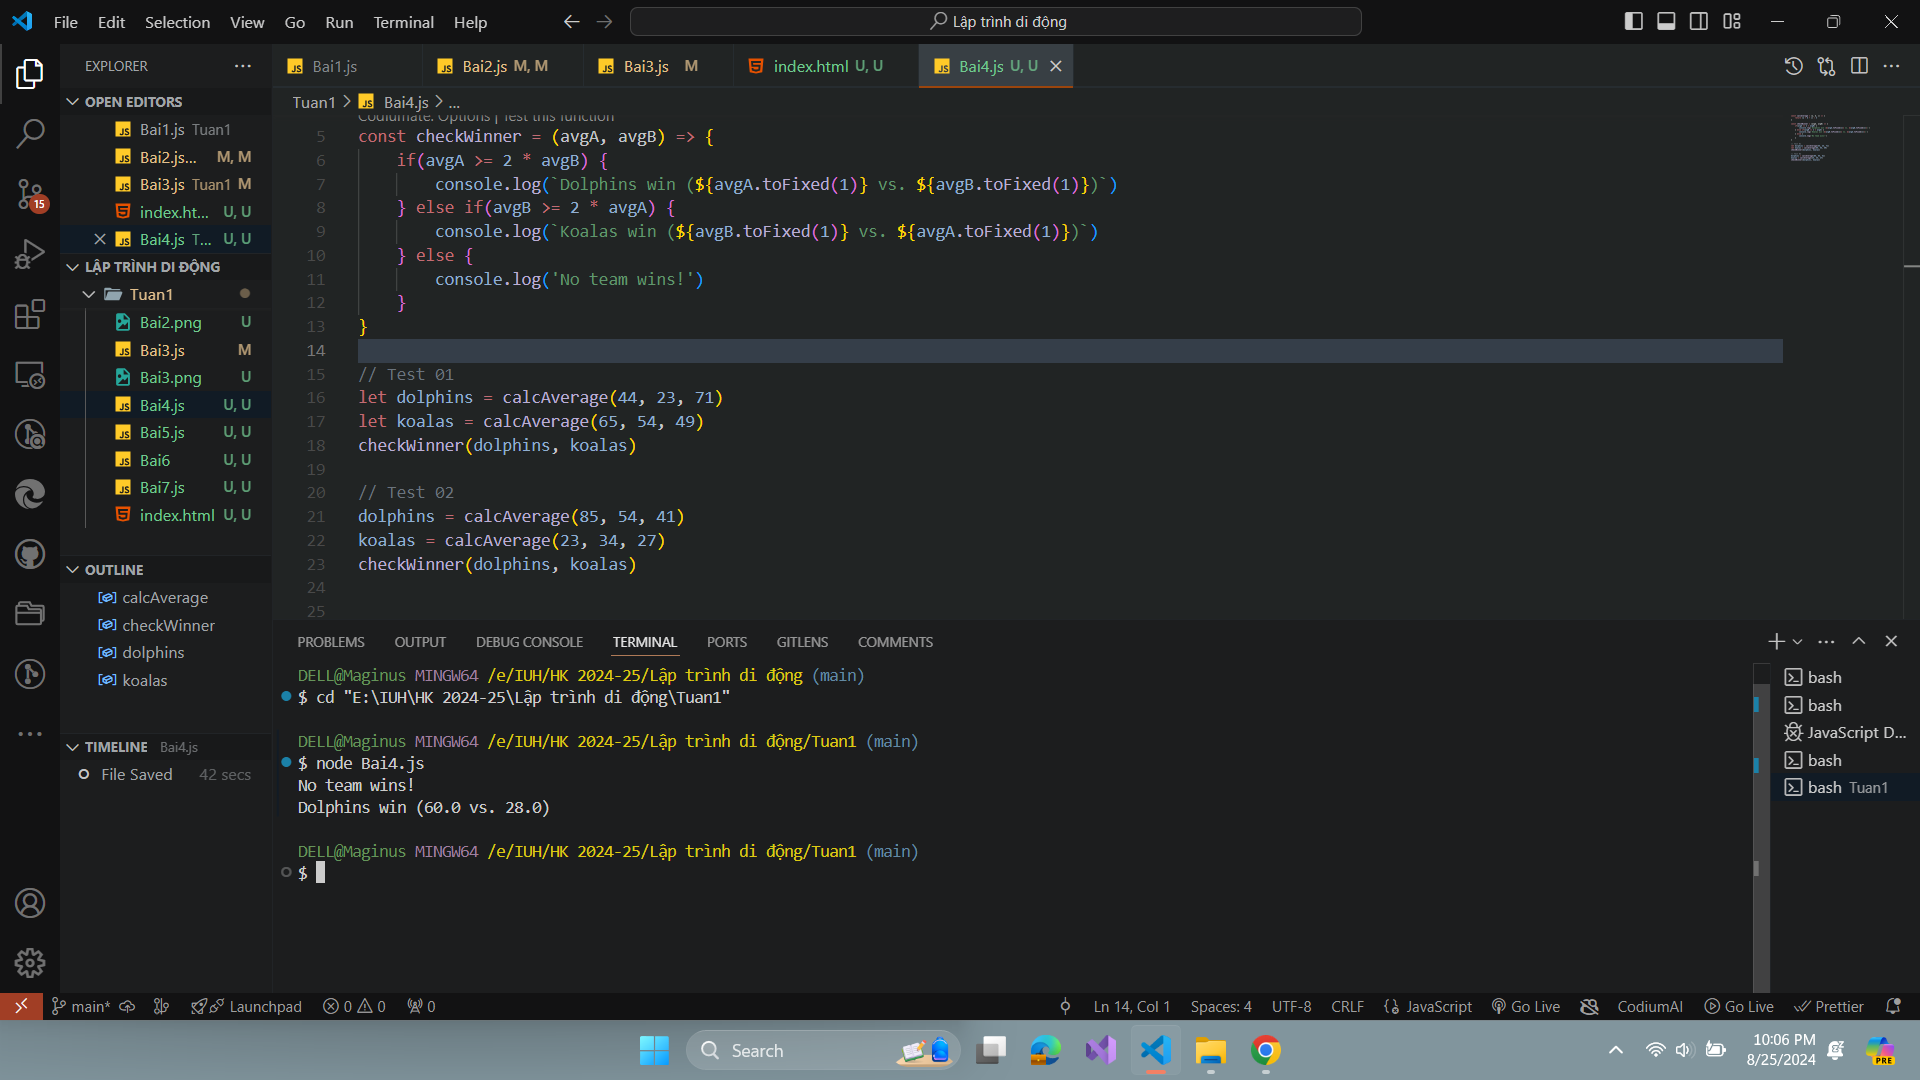 File Edit Selection View Go Run Terminal Help
Lập trình di động
EXPLORER
Bai1.js
Bai2.js M, M
Bai3.js M
index.html U, U
Bai4.js U, U
OPEN EDITORS
Bai1.js Tuan1
Bai2.js... M, M
Bai3.js Tuan1 M
index.ht... U, U
Bai4.js T... U, U
15
LẬP TRÌNH DI ĐỘNG
Tuan1
Bai2.png U
Bai3.js M
Bai3.png U
Bai4.js U, U
Bai5.js U, U
Bai6 U, U
Bai7.js U, U
index.html U, U
OUTLINE
calcAverage
checkWinner
dolphins
koalas
TIMELINE Bai4.js
File Saved 42 secs
Tuan1 > Bai4.js > ...
Codiumate: Options | Test this function
5 const checkWinner = (avgA, avgB) => {
6 if(avgA >= 2 * avgB) {
7 console.log(`Dolphins win (${avgA.toFixed(1)} vs. ${avgB.toFixed(1)})`)
8 } else if(avgB >= 2 * avgA) {
9 console.log(`Koalas win (${avgB.toFixed(1)} vs. ${avgA.toFixed(1)})`)
10 } else {
11 console.log('No team wins!')
12 }
13 }
14
15 // Test 01
16 let dolphins = calcAverage(44, 23, 71)
17 let koalas = calcAverage(65, 54, 49)
18 checkWinner(dolphins, koalas)
19
20 // Test 02
21 dolphins = calcAverage(85, 54, 41)
22 koalas = calcAverage(23, 34, 27)
23 checkWinner(dolphins, koalas)
24
25
PROBLEMS OUTPUT DEBUG CONSOLE TERMINAL PORTS GITLENS COMMENTS
DELL@Maginus MINGW64 /e/IUH/HK 2024-25/Lập trình di động (main)
$ cd "E:\IUH\HK 2024-25\Lập trình di động\Tuan1"
DELL@Maginus MINGW64 /e/IUH/HK 2024-25/Lập trình di động/Tuan1 (main)
$ node Bai4.js
No team wins!
Dolphins win (60.0 vs. 28.0)
DELL@Maginus MINGW64 /e/IUH/HK 2024-25/Lập trình di động/Tuan1 (main)
$
bash
bash
JavaScript D...
bash
bash Tuan1
main* Launchpad 0 0 0 Ln 14, Col 1 Spaces: 4 UTF-8 CRLF {} JavaScript Go Live CodiumAI Go Live Prettier
Search
10:06 PM
8/25/2024
PRE